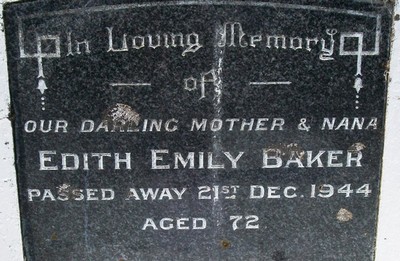 In Loving Memory
of
OUR DARLING MOTHER & NANA
EDITH EMILY BAKER
PASSED AWAY 21ST DEC. 1944
AGED 72